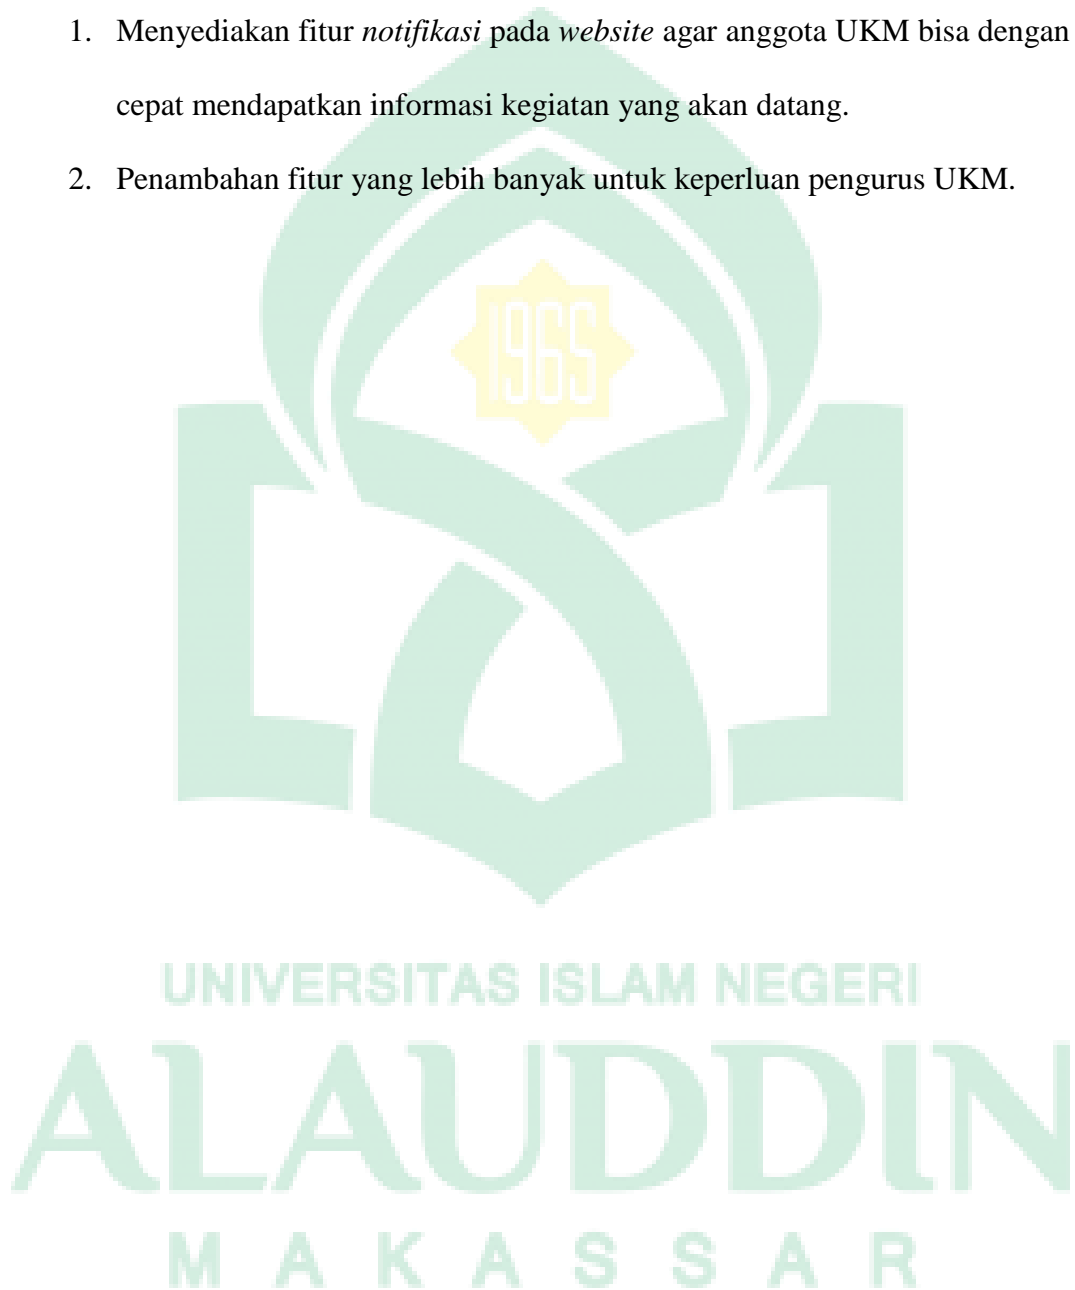 1. Menyediakan fitur notifikasi pada website agar anggota UKM bisa dengan
cepat mendapatkan informasi kegiatan yang akan datang.
2. Penambahan fitur yang lebih banyak untuk keperluan pengurus UKM.
1965
UNIVERSITAS ISLAM NEGERI
ALAUDDIN
MAKASSAR